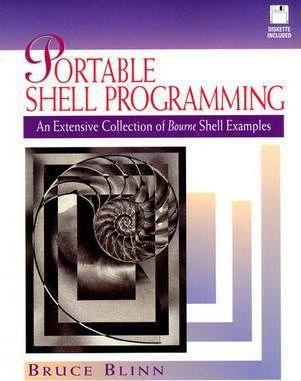 DISKETTE
INCLUDED
PORTABLE
SHELL PROGRAMMING
An Extensive Collection of Bourne Shell Examples
BRUCE BLINN